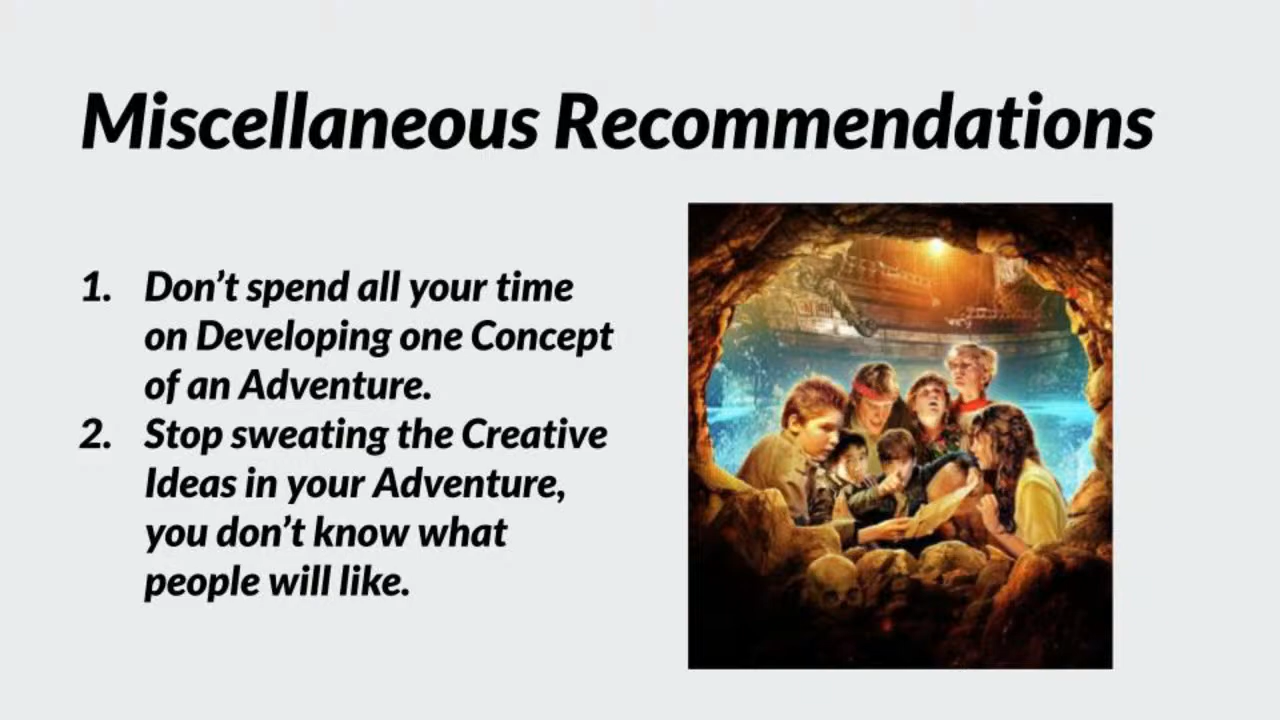 Miscellaneous Recommendations
1. Don’t spend all your time
on Developing one Concept
of an Adventure.
2. Stop sweating the Creative
Ideas in your Adventure,
you don’t know what
people will like.